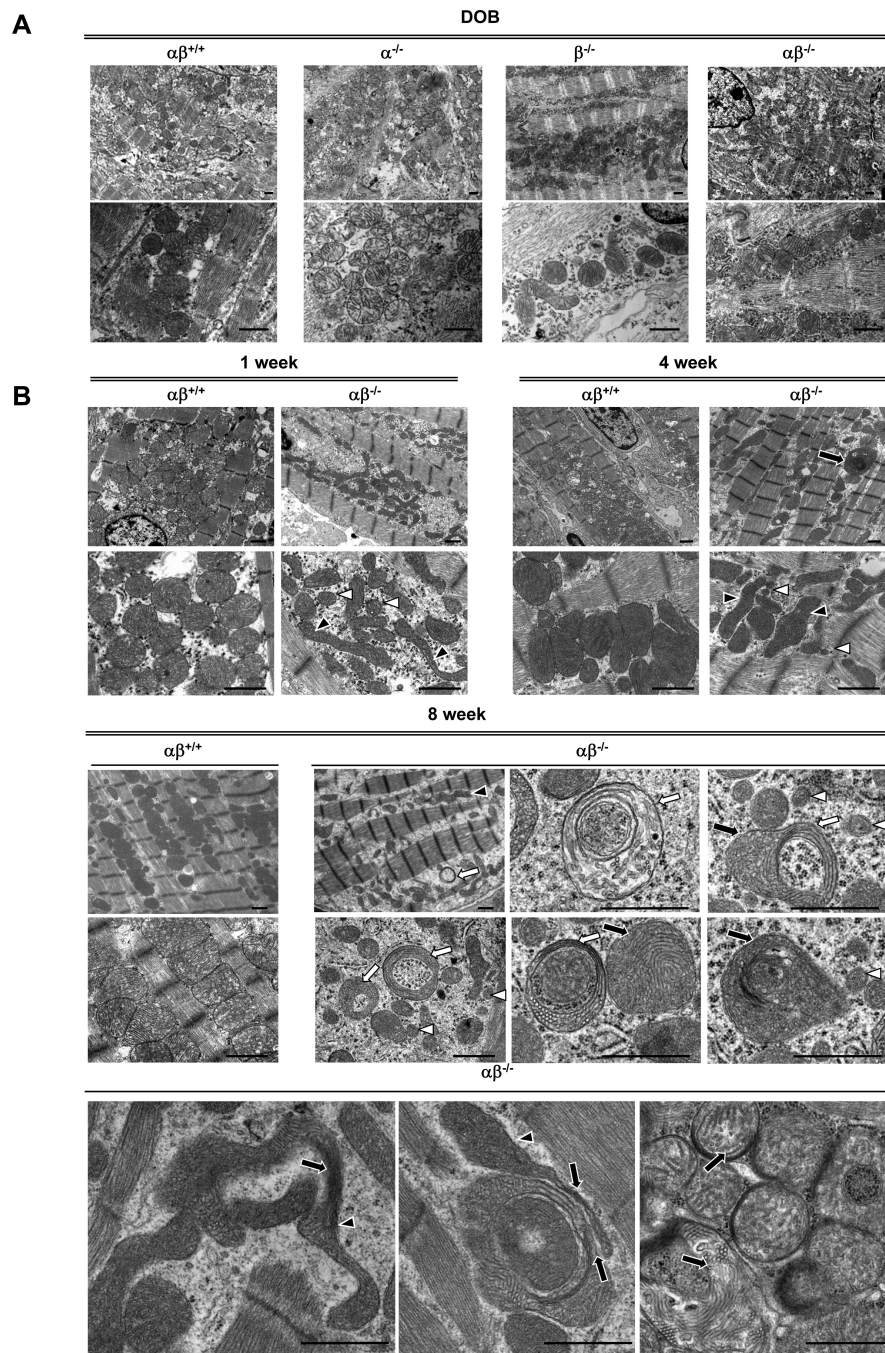 A
DOB
αβ+/+ α-/- β-/- αβ-/-
1 week 4 week
B
αβ+/+ αβ-/- αβ+/+ αβ-/-
8 week
αβ+/+ αβ-/-
αβ-/-